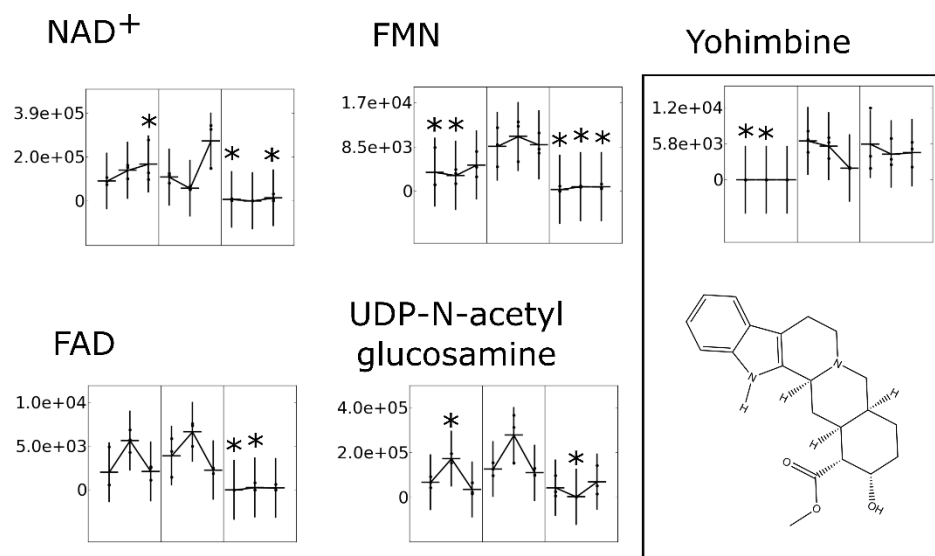 NAD+
FMN
Yohimbine
3.9e+05
2.0e+05
0
*
*
*
1.7e+04
8.5e+03
0
*
*
*
*
*
1.2e+04
5.8e+03
0
*
*
FAD
UDP-N-acetyl
glucosamine
1.0e+04
5.0e+03
0
*
*
4.0e+05
2.0e+05
0
*
*
N
N
H
H
H
H
O
O
OH